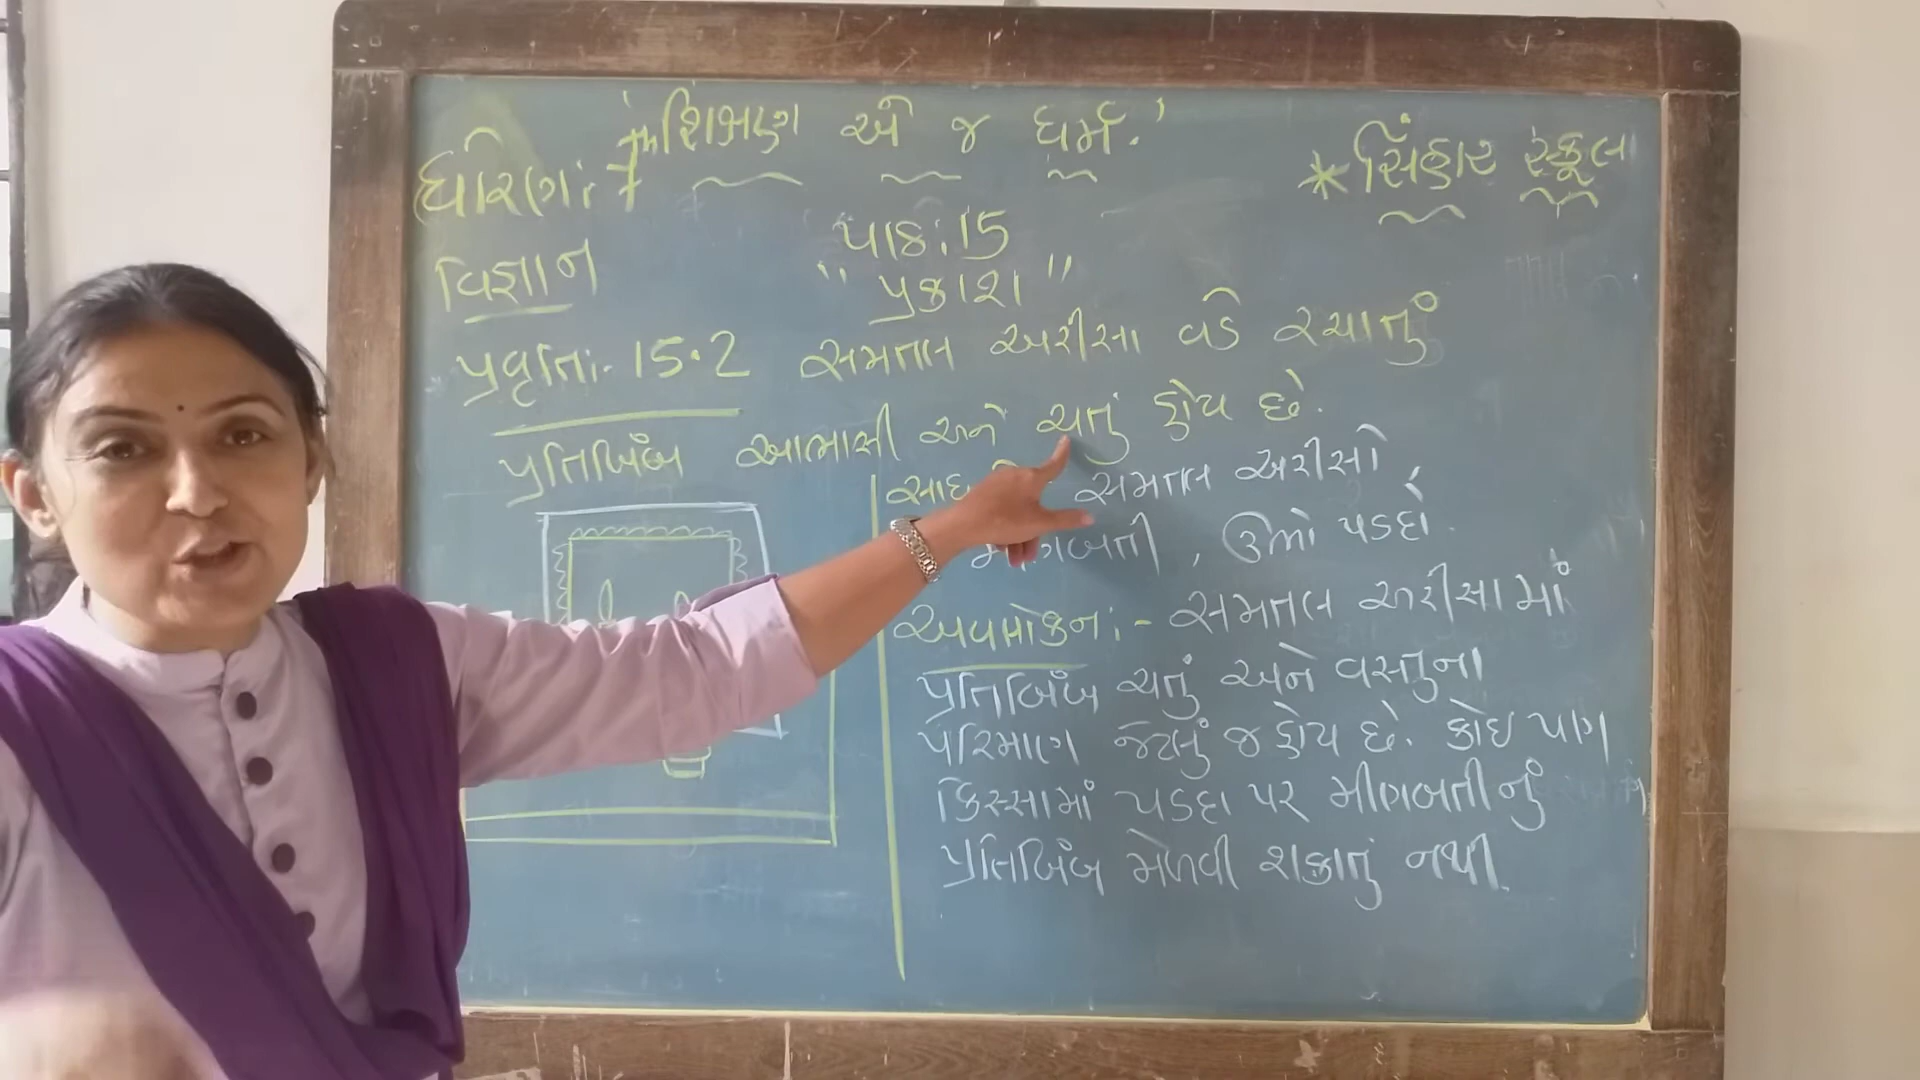 'શિક્ષણ એ જ ધર્મ.'
ધોરણ: 7
* સિંહાર સ્કૂલ
વિજ્ઞાન
પાઠ:15
"પ્રકાશ"
પ્રવૃત્તિ:- 15.2 સમતલ અરીસા વડે રચાતું
પ્રતિબિંબ આભાસી અને ચતું હોય છે.
સમતલ અરીસો,
મીણબત્તી, ઊભો પડદો.
અવલોકન:- સમતલ અરીસામાં
પ્રતિબિંબ ચતું અને વસ્તુના
પરિમાણ જેટલું જ હોય છે. કોઇ પણ
કિસ્સામાં પડદા પર મીણબત્તીનું
પ્રતિબિંબ મેળવી શકાતું નથી.